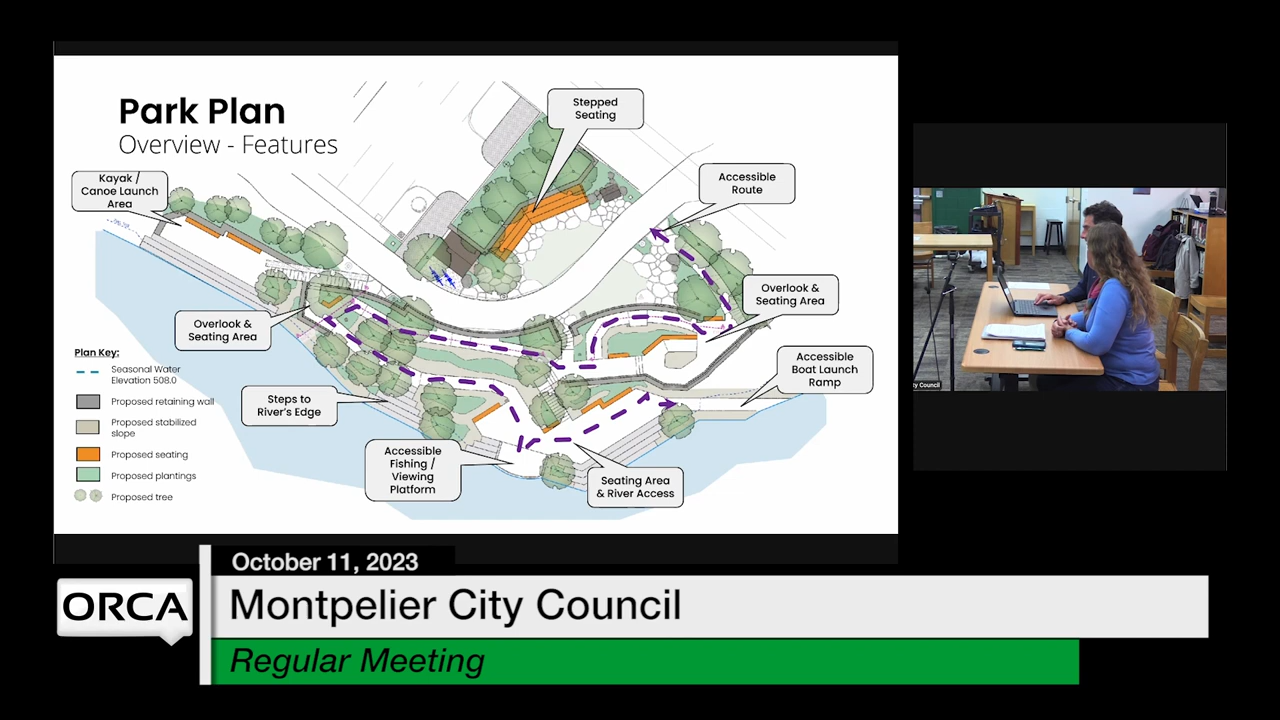 Park Plan
Overview - Features
Stepped
Seating
Kayak /
Canoe Launch
Area
Accessible
Route
Overlook &
Seating Area
Overlook &
Seating Area
Accessible
Boat Launch
Ramp
Steps to
River's Edge
Accessible
Fishing /
Viewing
Platform
Seating Area
& River Access
Plan Key:
Seasonal Water
Elevation 508.0
Proposed retaining wall
Proposed stabilized
slope
Proposed seating
Proposed plantings
Proposed tree
ty Council
October 11, 2023
ORCA
Montpelier City Council
Regular Meeting